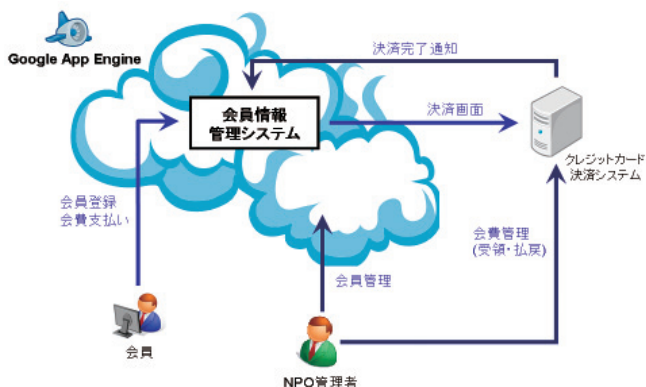 Google App Engine
決済完了通知
会員情報
管理システム
決済画面
クレジットカード
決済システム
会員登録
会費支払い
会費管理
(受領・払戻)
会員管理
会員
NPO管理者